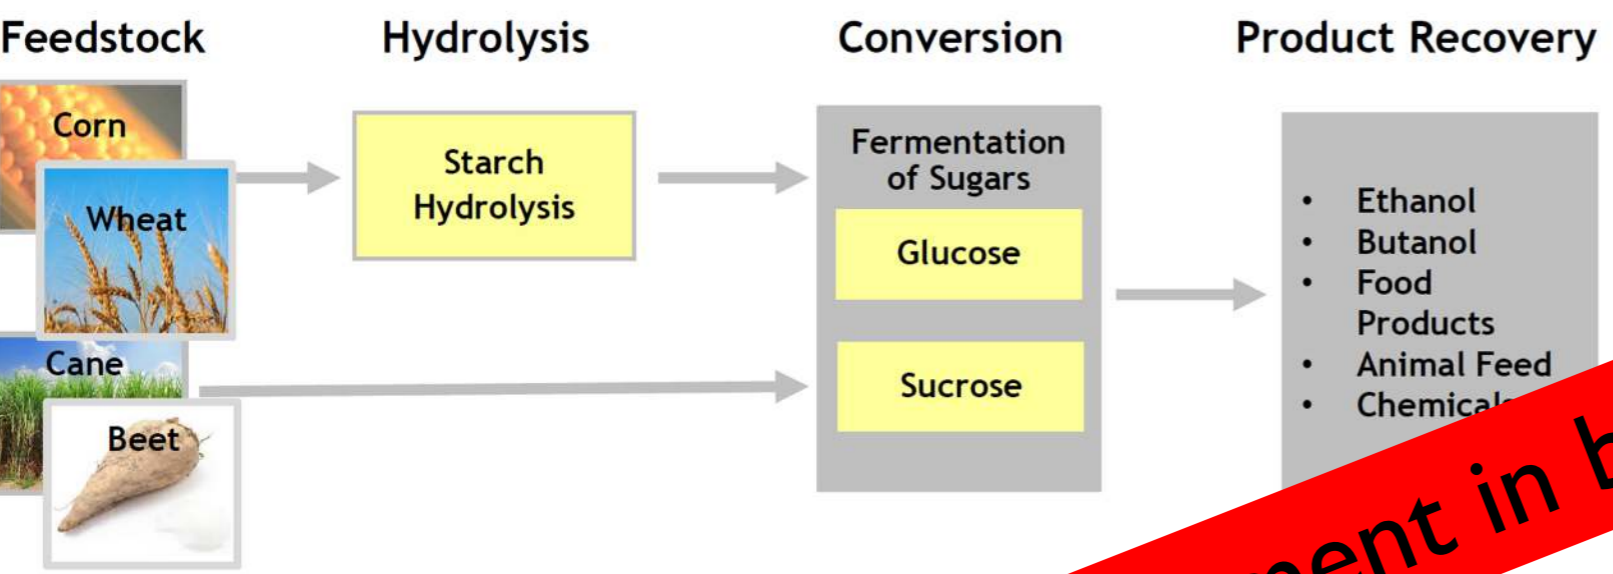 Feedstock
Hydrolysis
Conversion
Product Recovery
Corn
Wheat
Cane
Beet
Starch
Hydrolysis
Fermentation
of Sugars
Glucose
Sucrose
• Ethanol
• Butanol
• Food
Products
• Animal Feed
• Chemicals
in